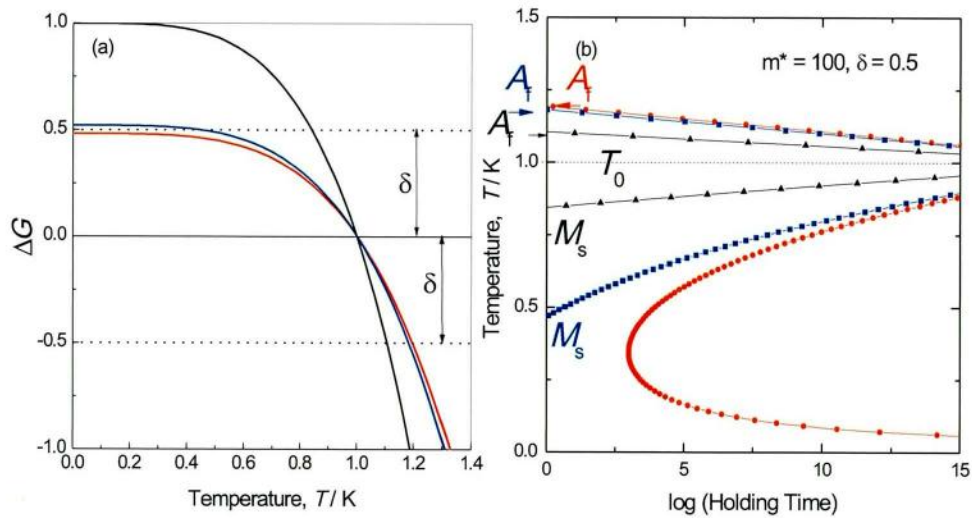 (a)
1.0
0.5
0.0
-0.5
-1.0
ΔG
δ
δ
0.0 0.2 0.4 0.6 0.8 1.0 1.2 1.4
Temperature, T / K
(b)
m* = 100, δ = 0.5
1.5
1.0
0.5
0.0
Temperature, T / K
A_f
A_f
A_f
T_0
M_s
M_s
0 5 10 15
log (Holding Time)